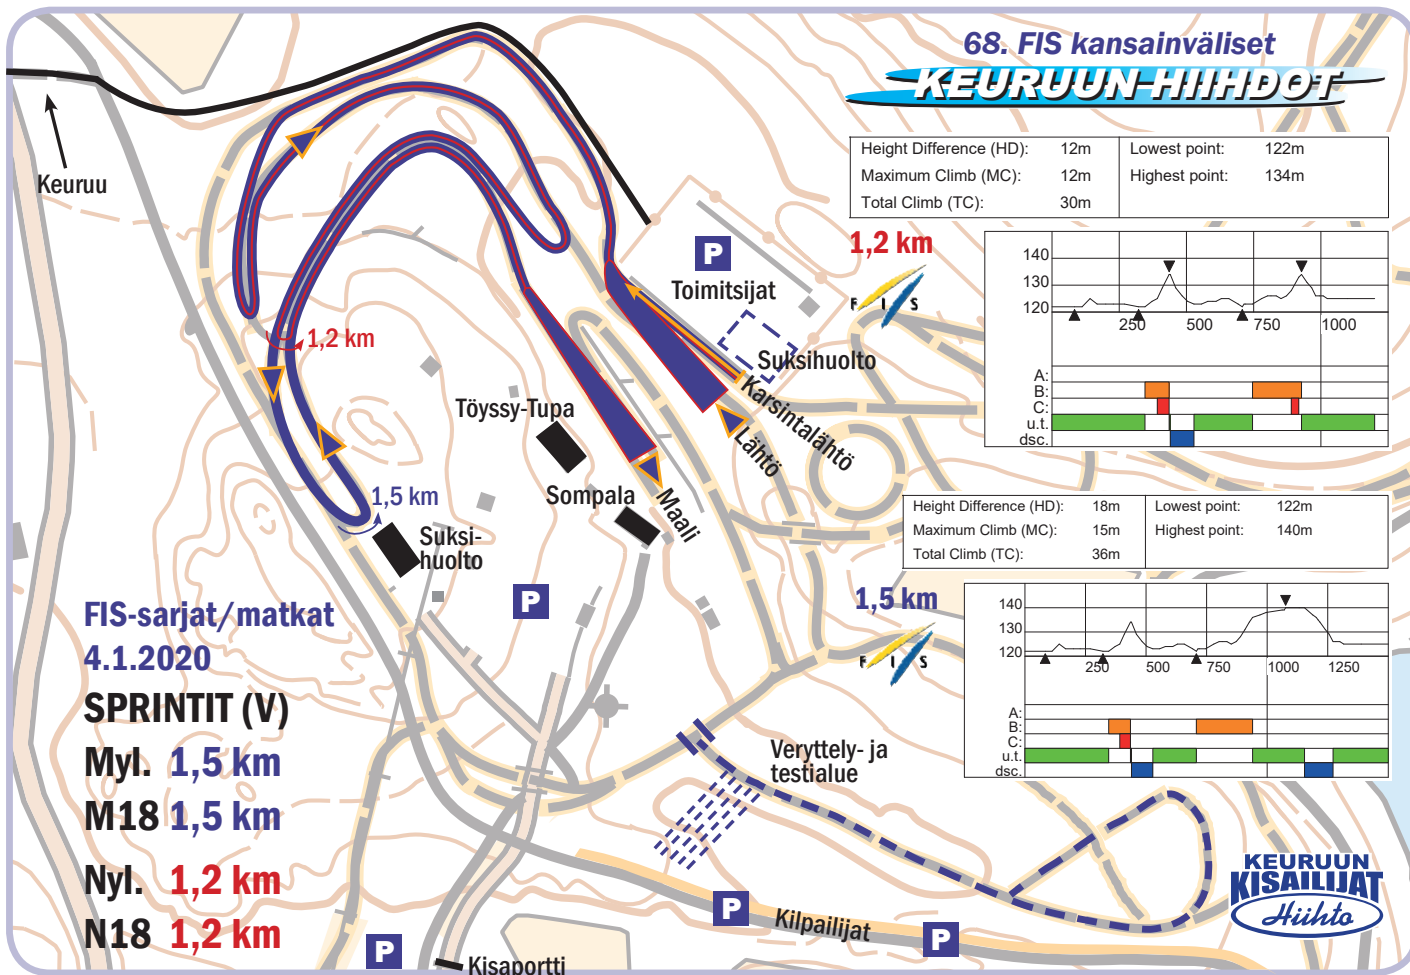 68. FIS kansainväliset
KEURUUN-HIIHDOT
Height Difference (HD): 12m Lowest point: 122m
Maximum Climb (MC): 12m Highest point: 134m
Total Climb (TC): 30m
1,2 km
F I S
140
130
120
250 500 750 1000
A:
B:
C:
u.t.
dsc.
Height Difference (HD): 18m Lowest point: 122m
Maximum Climb (MC): 15m Highest point: 140m
Total Climb (TC): 36m
1,5 km
F I S
140
130
120
250 500 750 1000 1250
A:
B:
C:
u.t.
dsc.
Keuruu
P
Toimitsijat
Suksihuolto
Karsintalähtö
Lähtö
Maali
1,2 km
Töyssy-Tupa
Sompala
1,5 km
Suksi-
huolto
P
FIS-sarjat/matkat
4.1.2020
SPRINTIT (V)
Myl. 1,5 km
M18 1,5 km
Nyl. 1,2 km
N18 1,2 km
Veryttely- ja
testialue
P
Kilpailijat
P
P
Kisaportti
KEURUUN
KISAILIJAT
Hiihto